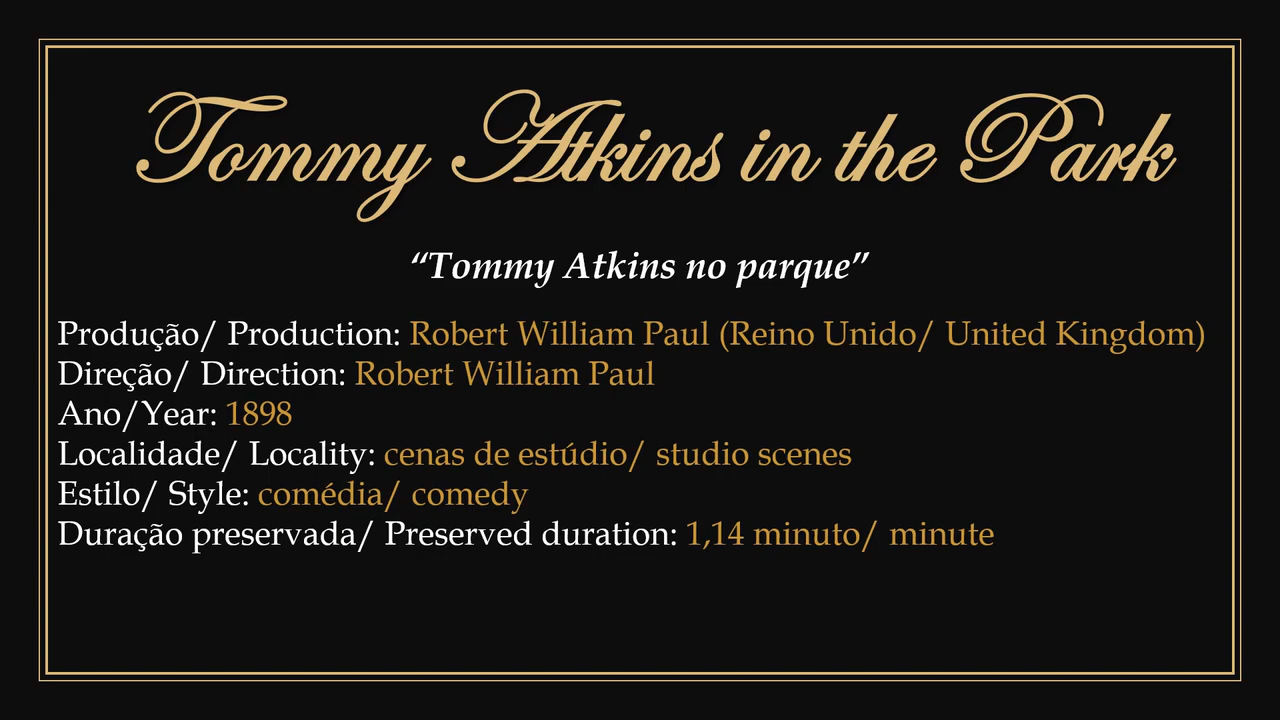 Tommy Atkins in the Park
“Tommy Atkins no parque”
Produção/ Production: Robert William Paul (Reino Unido/ United Kingdom)
Direção/ Direction: Robert William Paul
Ano/Year: 1898
Localidade/ Locality: cenas de estúdio/ studio scenes
Estilo/ Style: comédia/ comedy
Duração preservada/ Preserved duration: 1,14 minuto/ minute